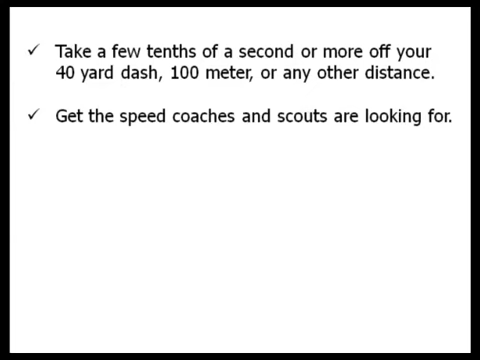 ✓ Take a few tenths of a second or more off your
40 yard dash, 100 meter, or any other distance.
✓ Get the speed coaches and scouts are looking for.